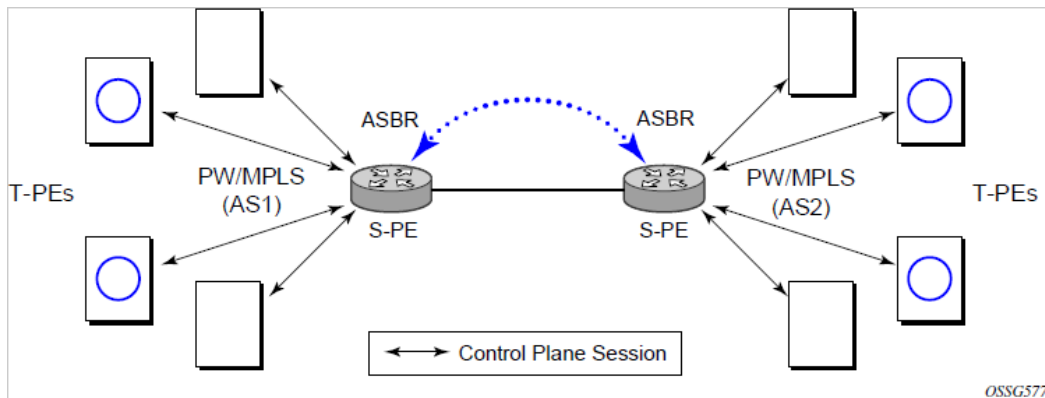 ASBR
ASBR
T-PEs
PW/MPLS
(AS1)
S-PE
S-PE
PW/MPLS
(AS2)
T-PEs
Control Plane Session
OSSG577